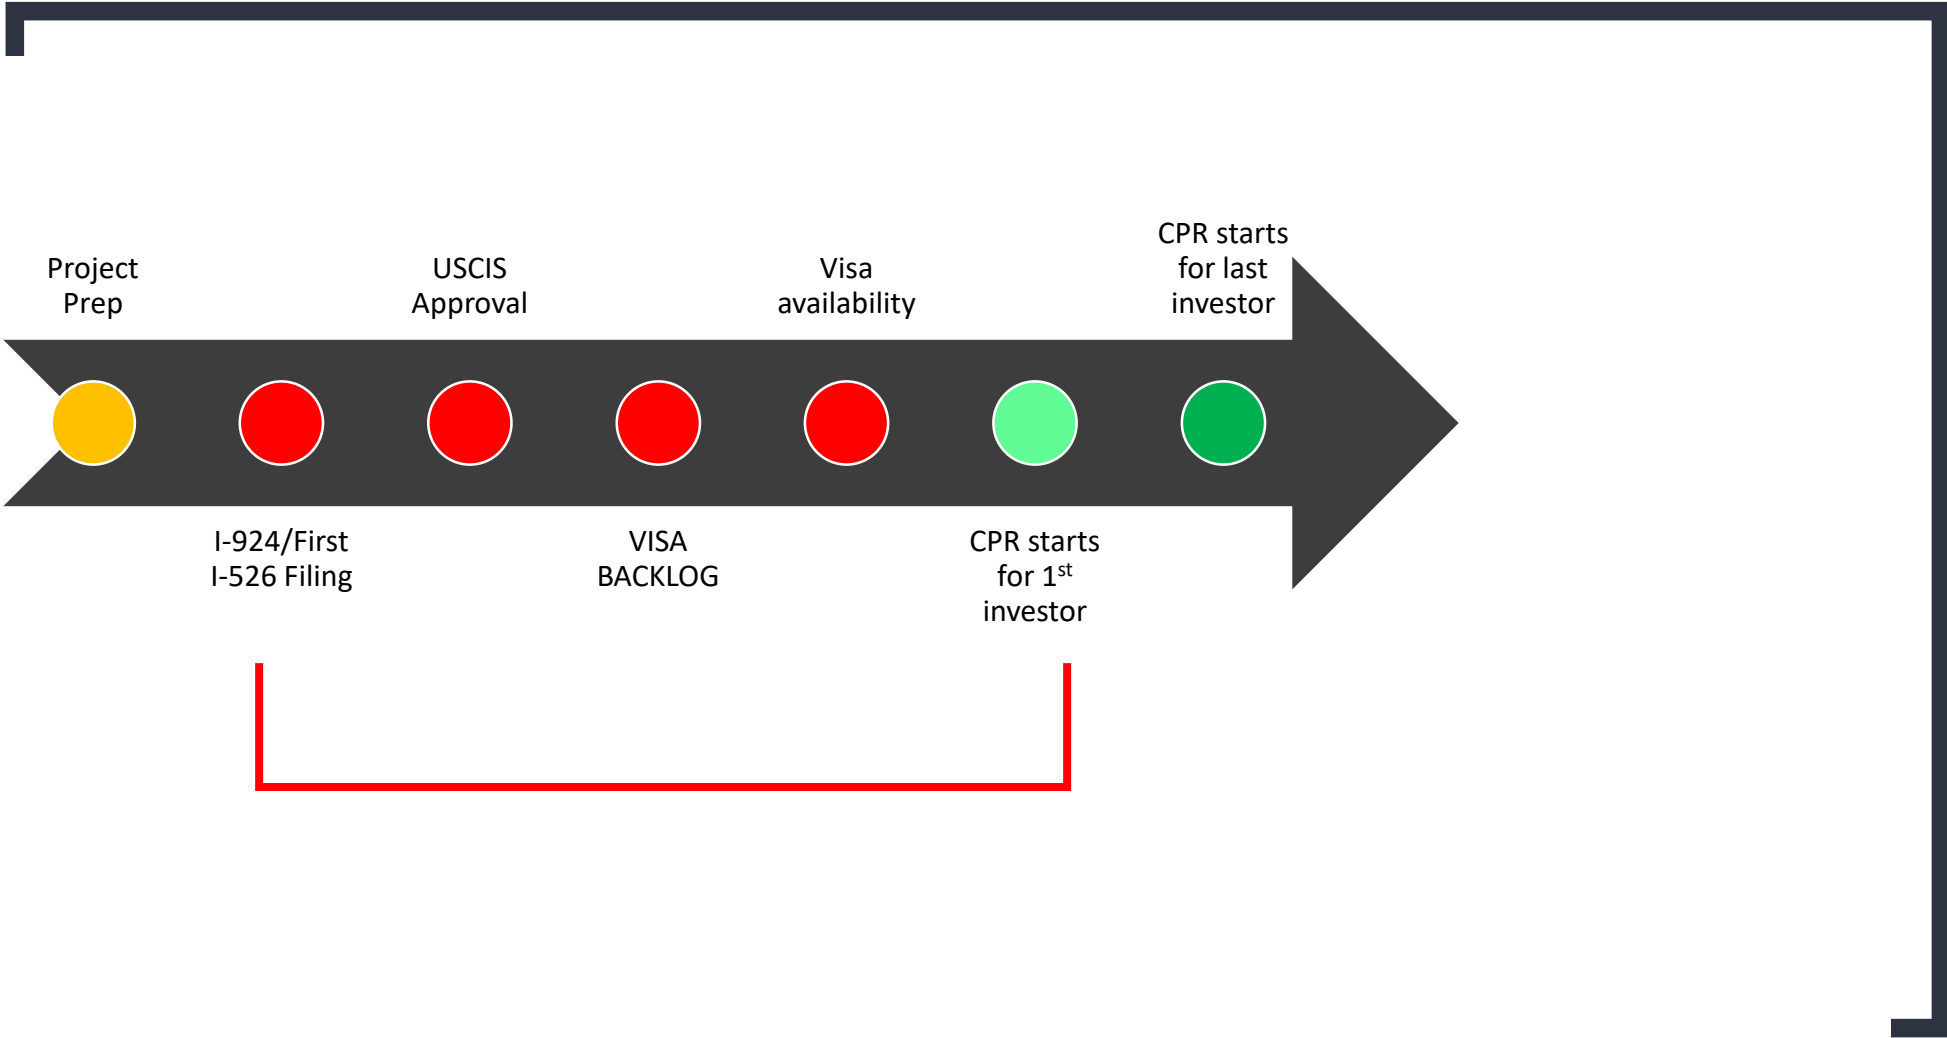 Project
Prep
I-924/First
I-526 Filing
USCIS
Approval
VISA
BACKLOG
Visa
availability
CPR starts
for 1st
investor
CPR starts
for last
investor